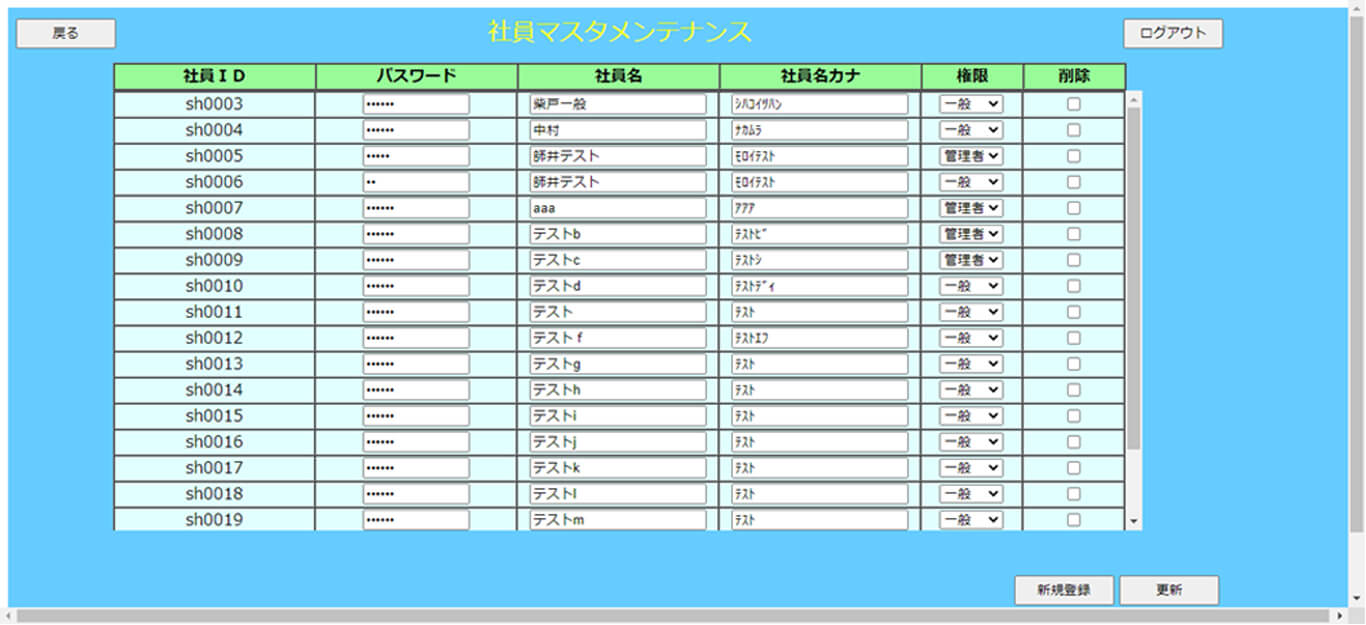 戻る 社員マスタメンテナンス ログアウト
社員ＩＤ パスワード 社員名 社員名カナ 権限 削除
sh0003 •••••• 柴戸一般 ｼﾊｺｲﾂﾊﾝ 一般
sh0004 •••••• 中村 ﾅｶﾑﾗ 一般
sh0005 ••••• 師井テスト ﾓﾛｲﾃｽﾄ 管理者
sh0006 •• 師井テスト ﾓﾛｲﾃｽﾄ 一般
sh0007 •••••• aaa ｱｱｱ 管理者
sh0008 •••••• テストb ﾃｽﾄﾋﾞ 管理者
sh0009 •••••• テストc ﾃｽﾄｼ 管理者
sh0010 •••••• テストd ﾃｽﾄﾃﾞｨ 一般
sh0011 •••••• テスト ﾃｽﾄ 一般
sh0012 •••••• テストｆ ﾃｽﾄｴﾌ 一般
sh0013 •••••• テストg ﾃｽﾄ 一般
sh0014 •••••• テストh ﾃｽﾄ 一般
sh0015 •••••• テストi ﾃｽﾄ 一般
sh0016 •••••• テストj ﾃｽﾄ 一般
sh0017 •••••• テストk ﾃｽﾄ 一般
sh0018 •••••• テストl ﾃｽﾄ 一般
sh0019 •••••• テストm ﾃｽﾄ 一般
新規登録 更新